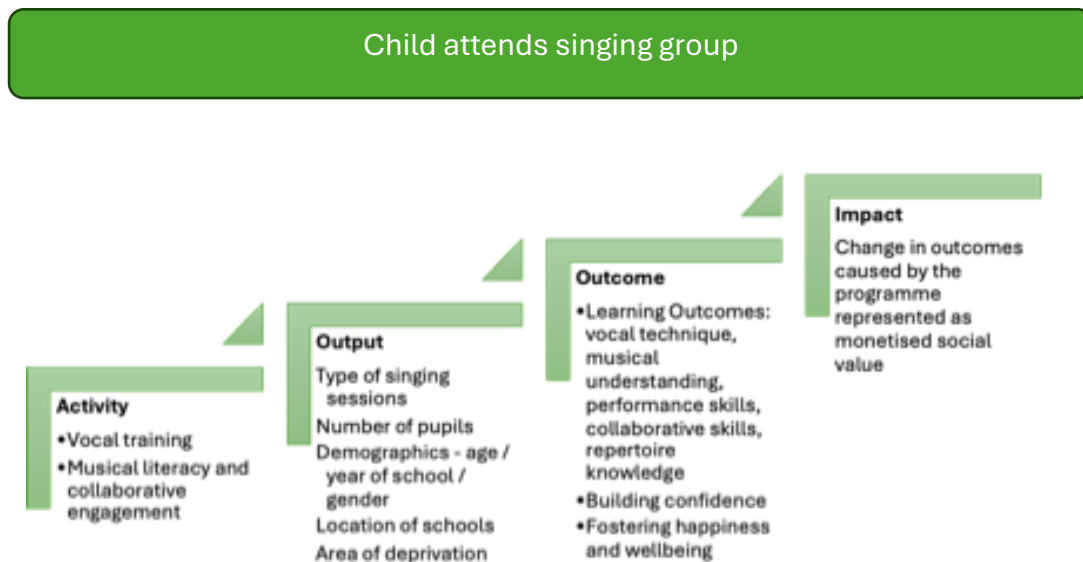 Child attends singing group
Activity
•Vocal training
•Musical literacy and
collaborative
engagement
Output
Type of singing
sessions
Number of pupils
Demographics - age /
year of school /
gender
Location of schools
Area of deprivation
Outcome
•Learning Outcomes:
vocal technique,
musical
understanding,
performance skills,
collaborative skills,
repertoire
knowledge
•Building confidence
•Fostering happiness
and wellbeing
Impact
Change in outcomes
caused by the
programme
represented as
monetised social
value